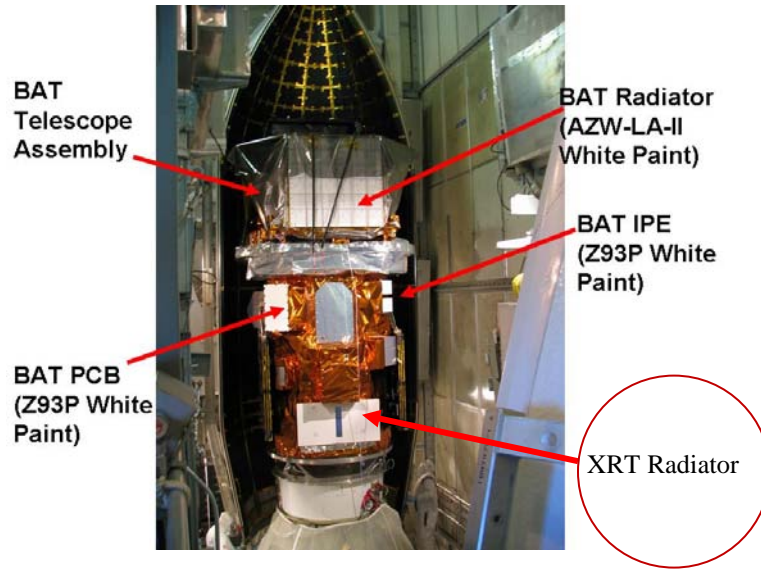 BAT
Telescope
Assembly
BAT Radiator
(AZW-LA-II
White Paint)
BAT IPE
(Z93P White
Paint)
BAT PCB
(Z93P White
Paint)
XRT Radiator